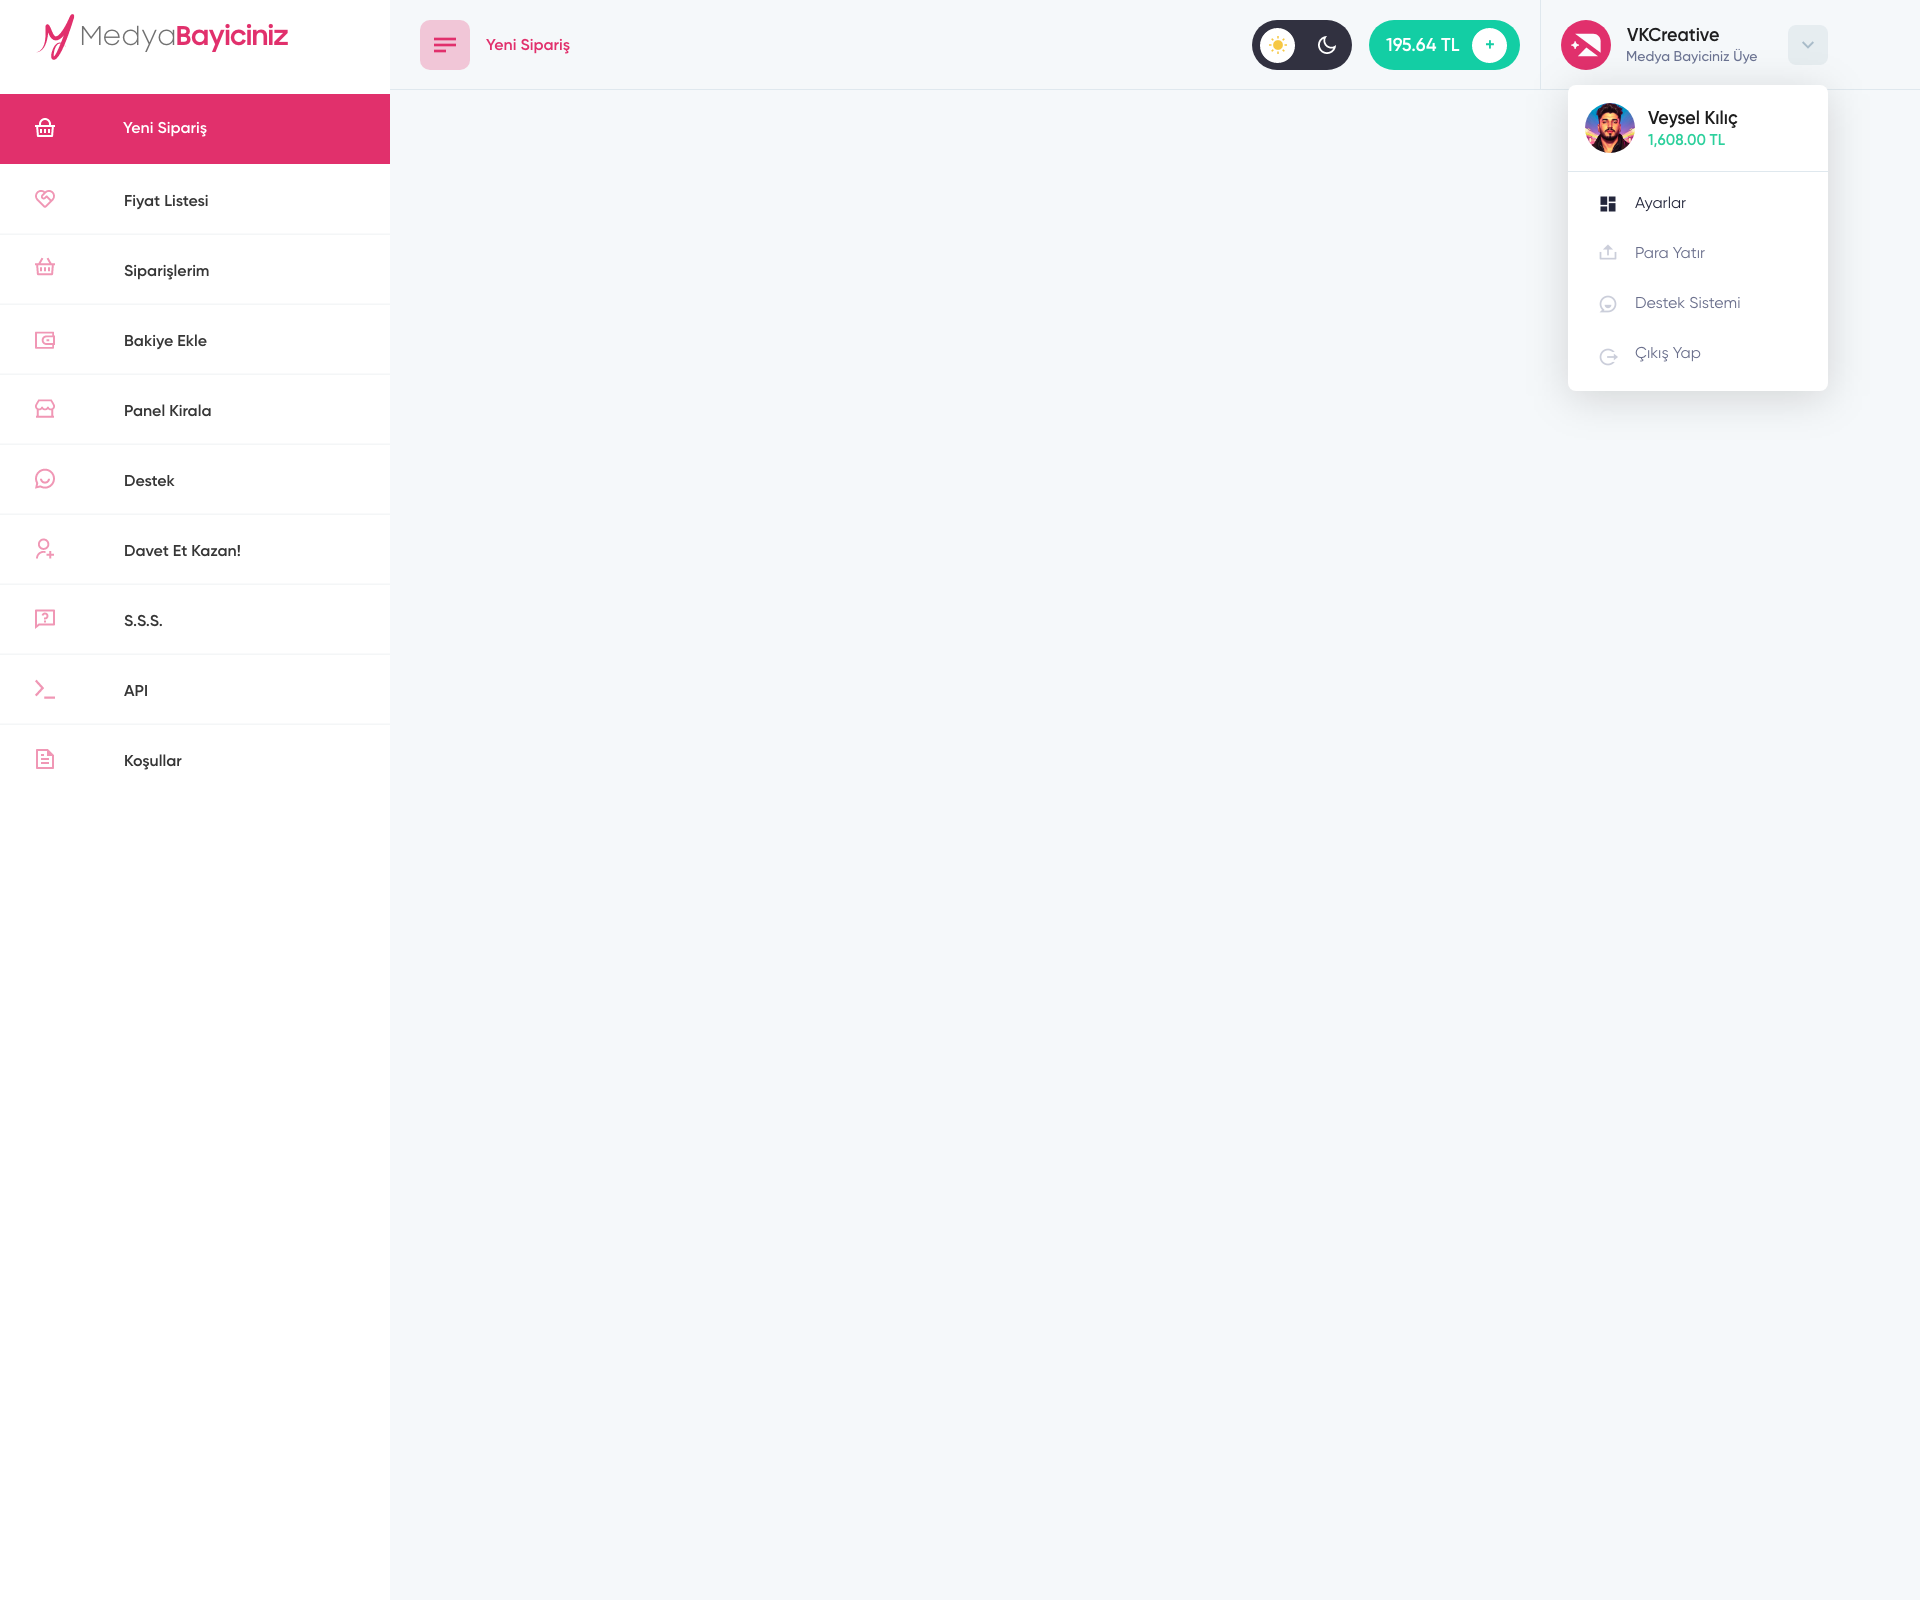 MedyaBayiciniz
Yeni Sipariş
Fiyat Listesi
Siparişlerim
Bakiye Ekle
Panel Kirala
Destek
Davet Et Kazan!
S.S.S.
API
Koşullar
Yeni Sipariş
195.64 TL
+
VKCreative
Medya Bayiciniz Üye
Veysel Kılıç
1,608.00 TL
Ayarlar
Para Yatır
Destek Sistemi
Çıkış Yap